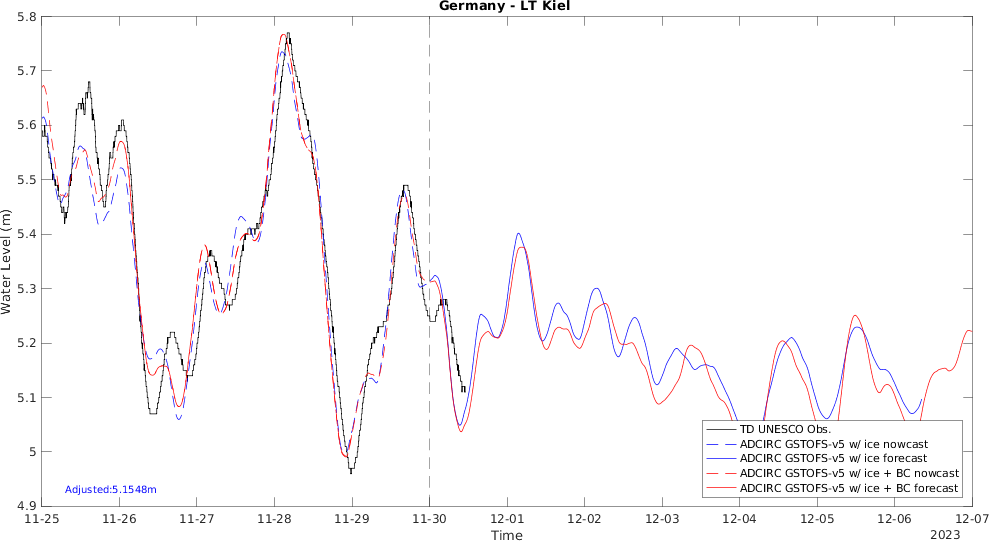 Germany - LT Kiel
5.8
5.7
5.6
5.5
5.4
5.3
5.2
5.1
5
4.9
Water Level (m)
Adjusted:5.1548m
TD UNESCO Obs.
ADCIRC GSTOFS-v5 w/ ice nowcast
ADCIRC GSTOFS-v5 w/ ice forecast
ADCIRC GSTOFS-v5 w/ ice + BC nowcast
ADCIRC GSTOFS-v5 w/ ice + BC forecast
11-25 11-26 11-27 11-28 11-29 11-30 12-01 12-02 12-03 12-04 12-05 12-06 12-07
Time
2023